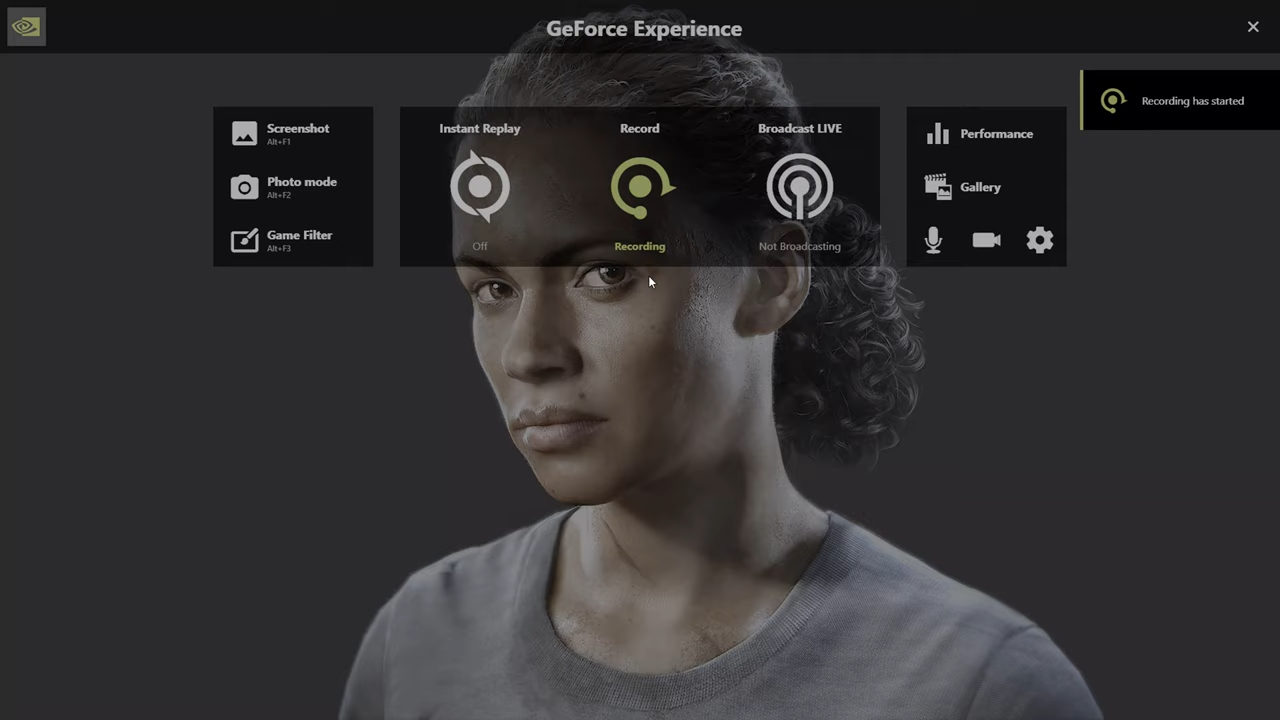 GeForce Experience
Recording has started
Screenshot
Alt+F1
Photo mode
Alt+F2
Game Filter
Alt+F3
Instant Replay
Off
Record
Recording
Broadcast LIVE
Not Broadcasting
Performance
Gallery